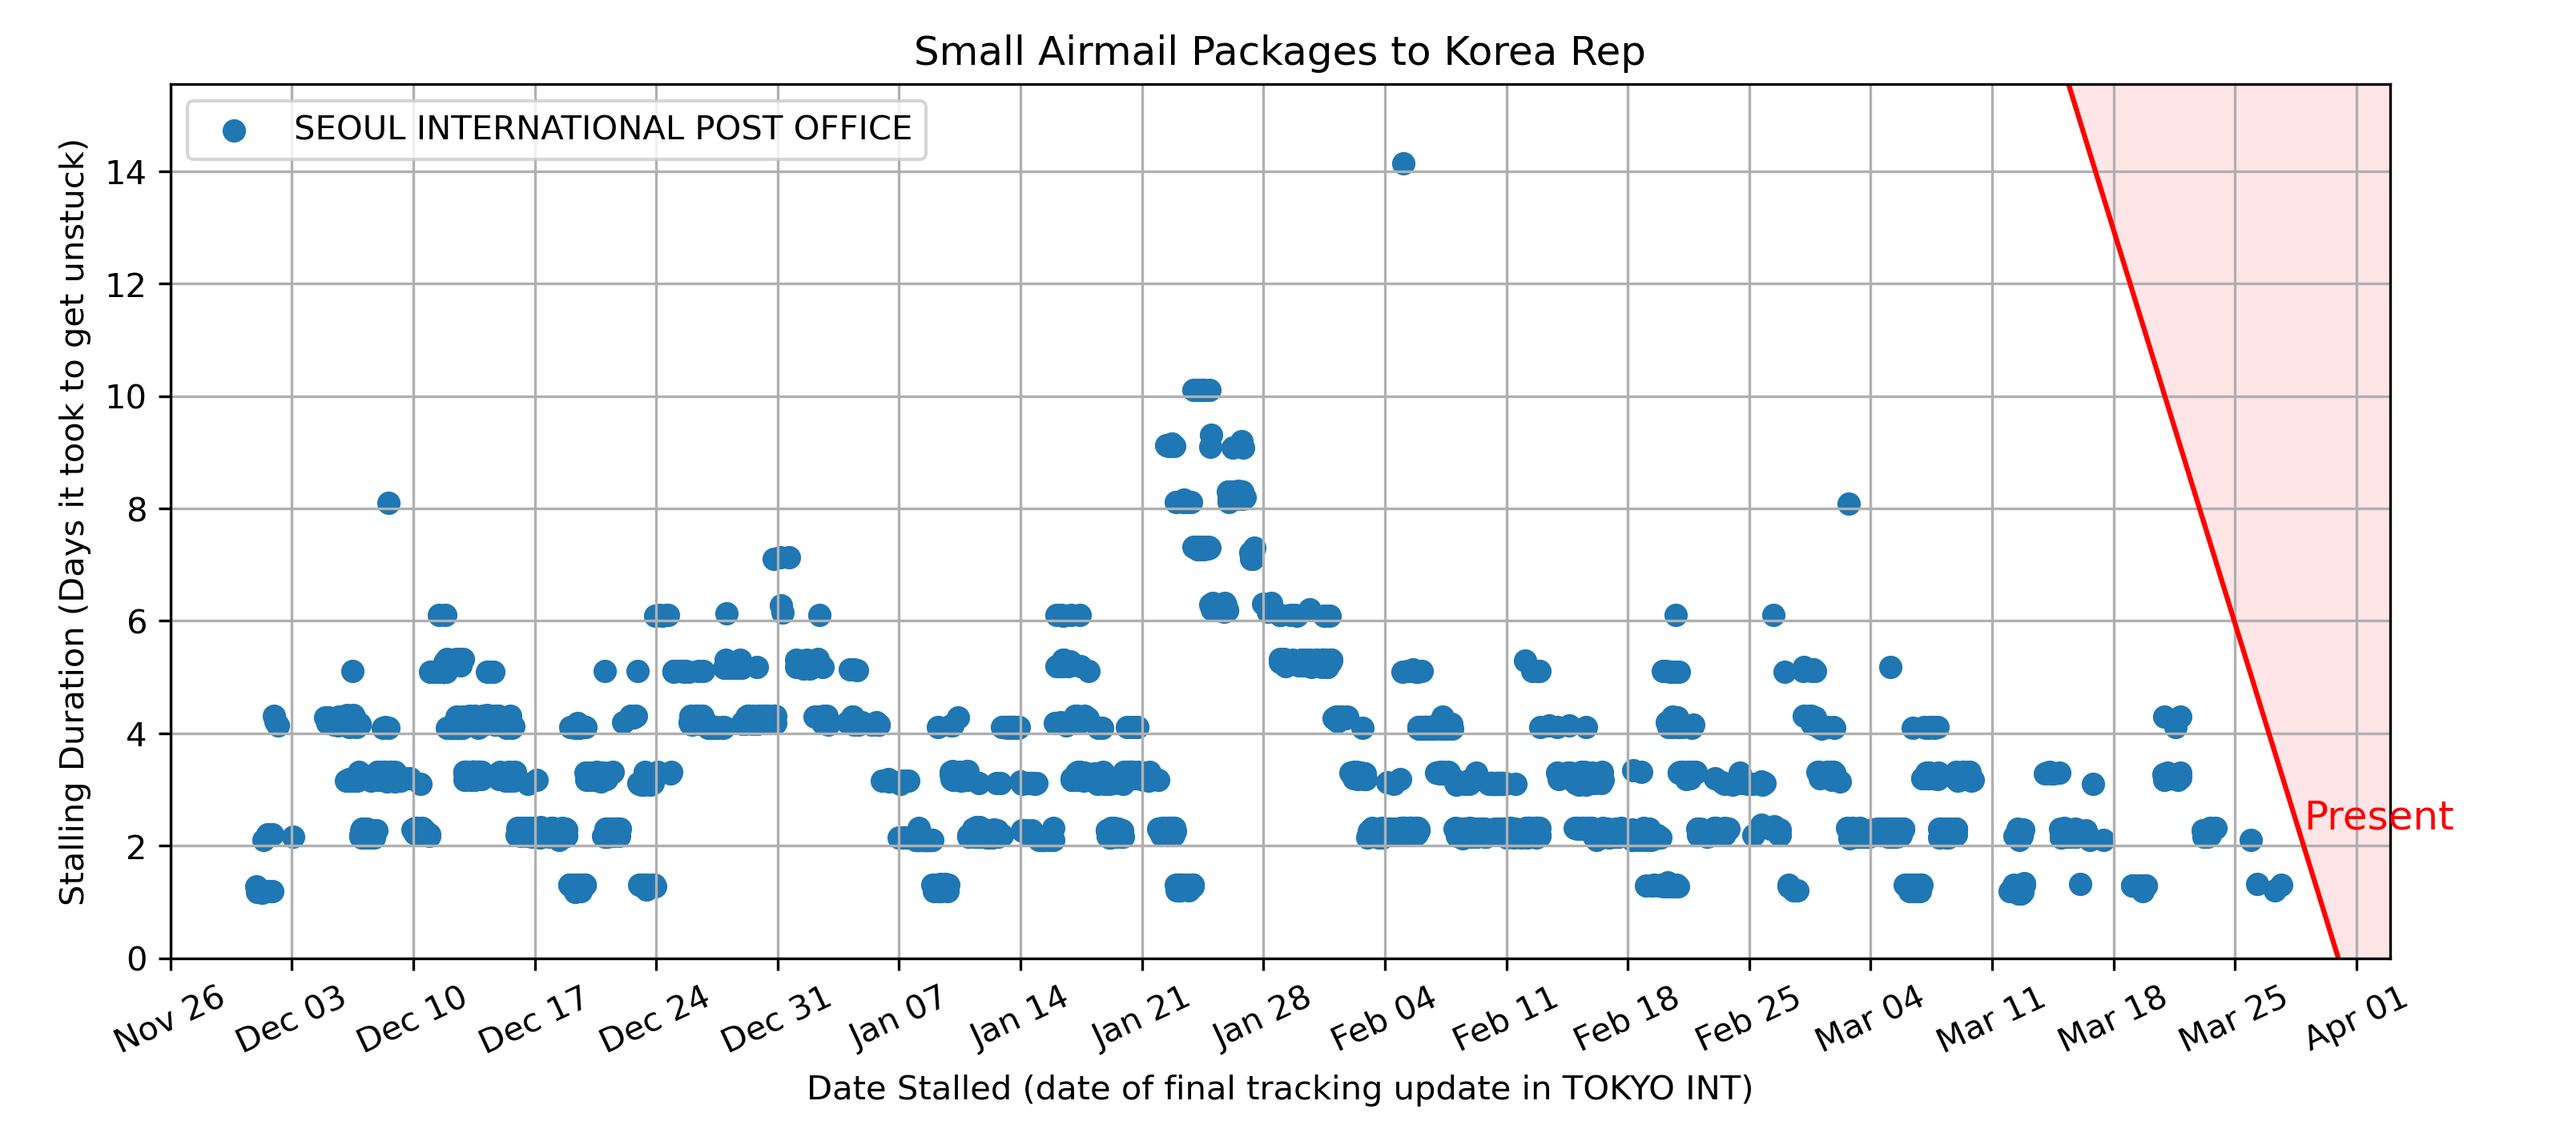 Small Airmail Packages to Korea Rep
SEOUL INTERNATIONAL POST OFFICE
Stalling Duration (Days it took to get unstuck)
14
12
10
8
6
4
2
0
Present
Nov 26
Dec 03
Dec 10
Dec 17
Dec 24
Dec 31
Jan 07
Jan 14
Jan 21
Jan 28
Feb 04
Feb 11
Feb 18
Feb 25
Mar 04
Mar 11
Mar 18
Mar 25
Apr 01
Date Stalled (date of final tracking update in TOKYO INT)